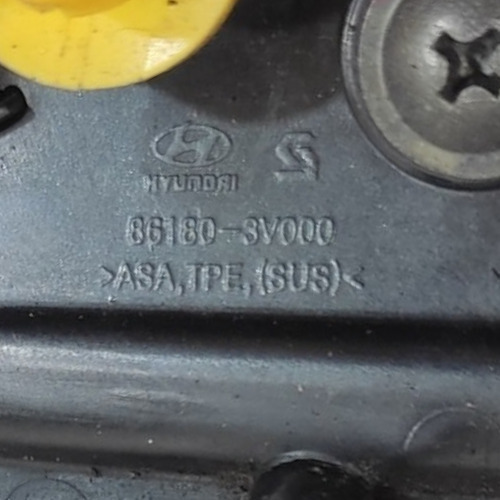 HYUNDAI
86180-3V000
>ASA,TPE,(SUS)<